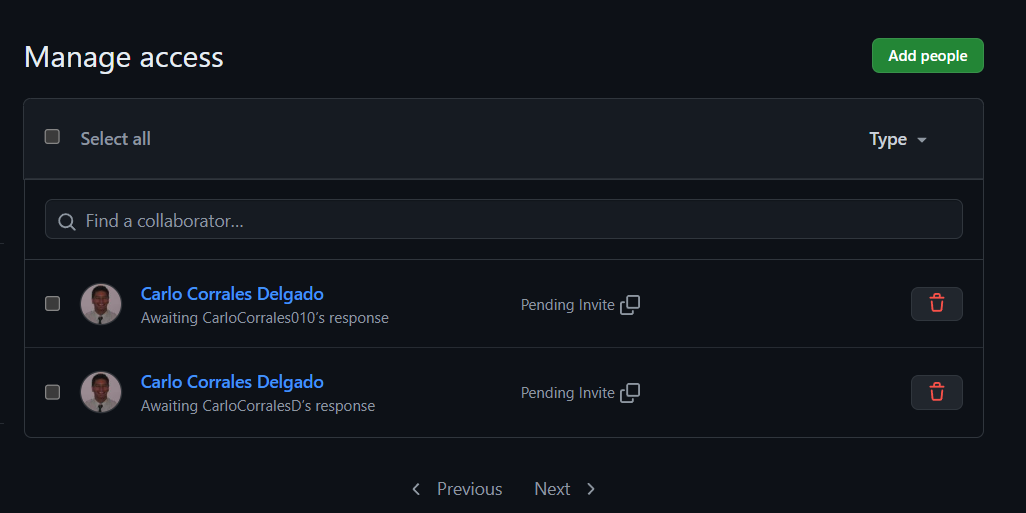 Manage access
Add people
Select all
Type
Find a collaborator...
Carlo Corrales Delgado
Awaiting CarloCorrales010's response
Pending Invite
Carlo Corrales Delgado
Awaiting CarloCorralesD's response
Pending Invite
Previous Next